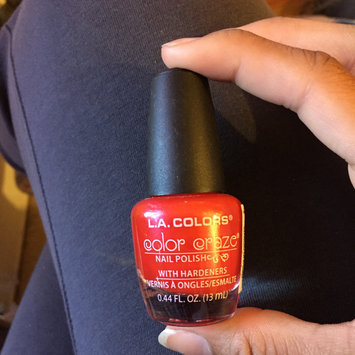 L.A. COLORS®
color craze®
NAIL POLISH
WITH HARDENERS
VERNIS À ONGLES/ESMALTE
0.44 FL. OZ. (13 mL)